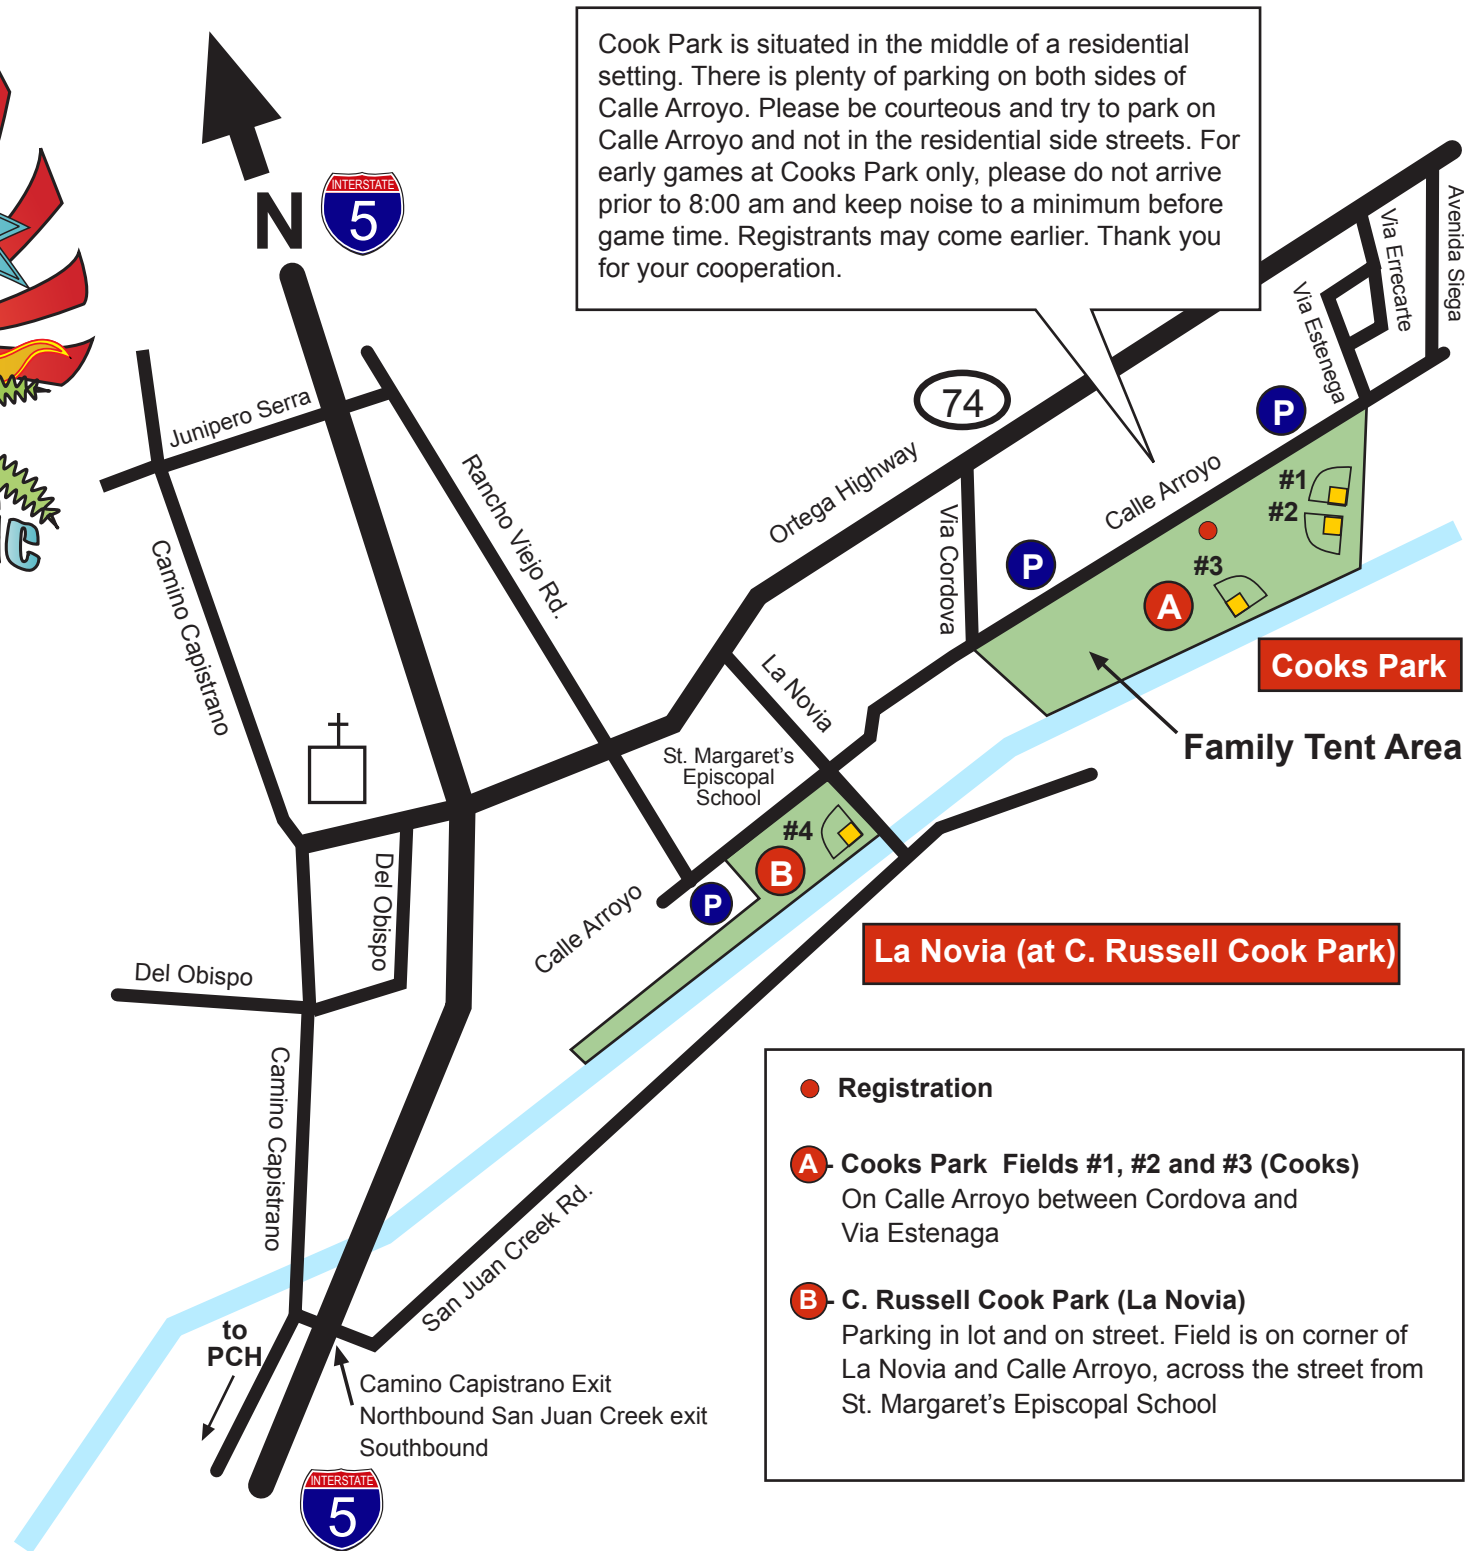 Cook Park is situated in the middle of a residential
setting. There is plenty of parking on both sides of
Calle Arroyo. Please be courteous and try to park on
Calle Arroyo and not in the residential side streets. For
early games at Cooks Park only, please do not arrive
prior to 8:00 am and keep noise to a minimum before
game time. Registrants may come earlier. Thank you
for your cooperation.
N
INTERSTATE
5
Avenida Siega
Via Errecarte
Via Estenega
Junipero Serra
74
P
Ortega Highway
Rancho Viejo Rd.
Calle Arroyo
#1
#2
Via Cordova
P
#3
A
Camino Capistrano
La Novia
Cooks Park
Family Tent Area
St. Margaret's
Episcopal
School
#4
B
P
Del Obispo
Calle Arroyo
La Novia (at C. Russell Cook Park)
Del Obispo
Camino Capistrano
San Juan Creek Rd.
Registration
A - Cooks Park Fields #1, #2 and #3 (Cooks)
On Calle Arroyo between Cordova and
Via Estenaga
B - C. Russell Cook Park (La Novia)
Parking in lot and on street. Field is on corner of
La Novia and Calle Arroyo, across the street from
St. Margaret's Episcopal School
to
PCH
Camino Capistrano Exit
Northbound San Juan Creek exit
Southbound
INTERSTATE
5